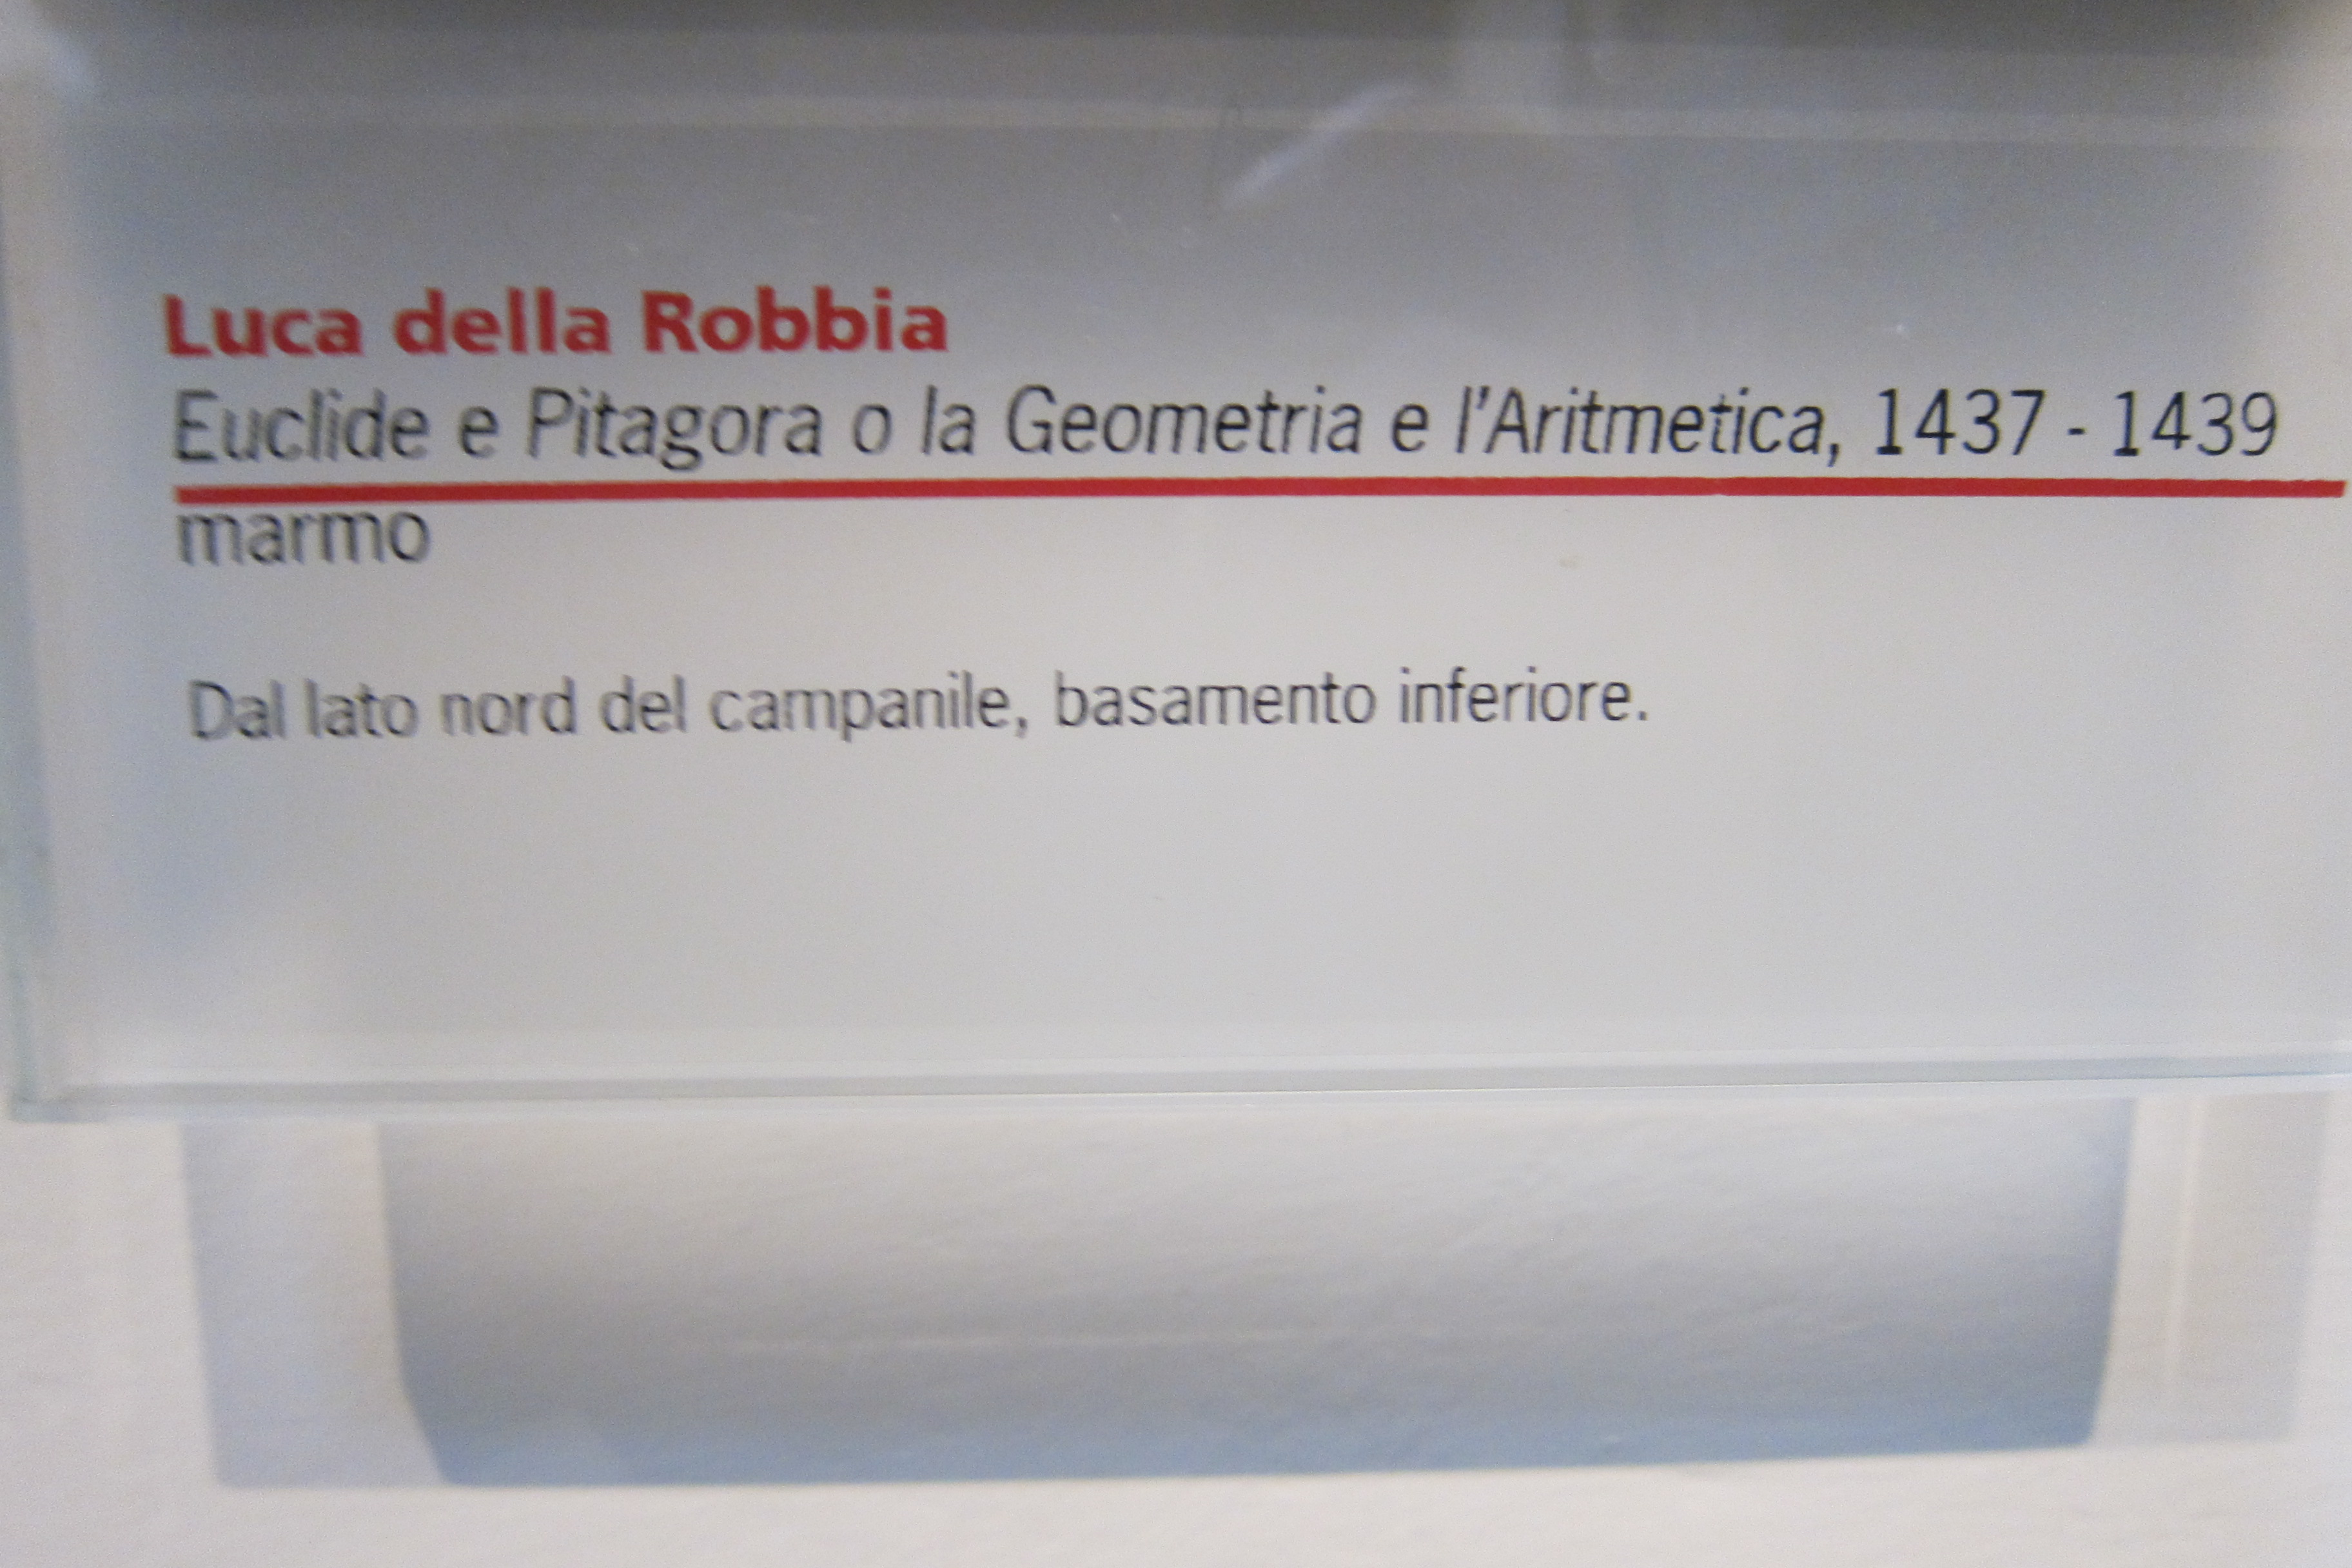 Luca della Robbia
Euclide e Pitagora o la Geometria e l'Aritmetica, 1437 - 1439
marmo
Dal lato nord del campanile, basamento inferiore.